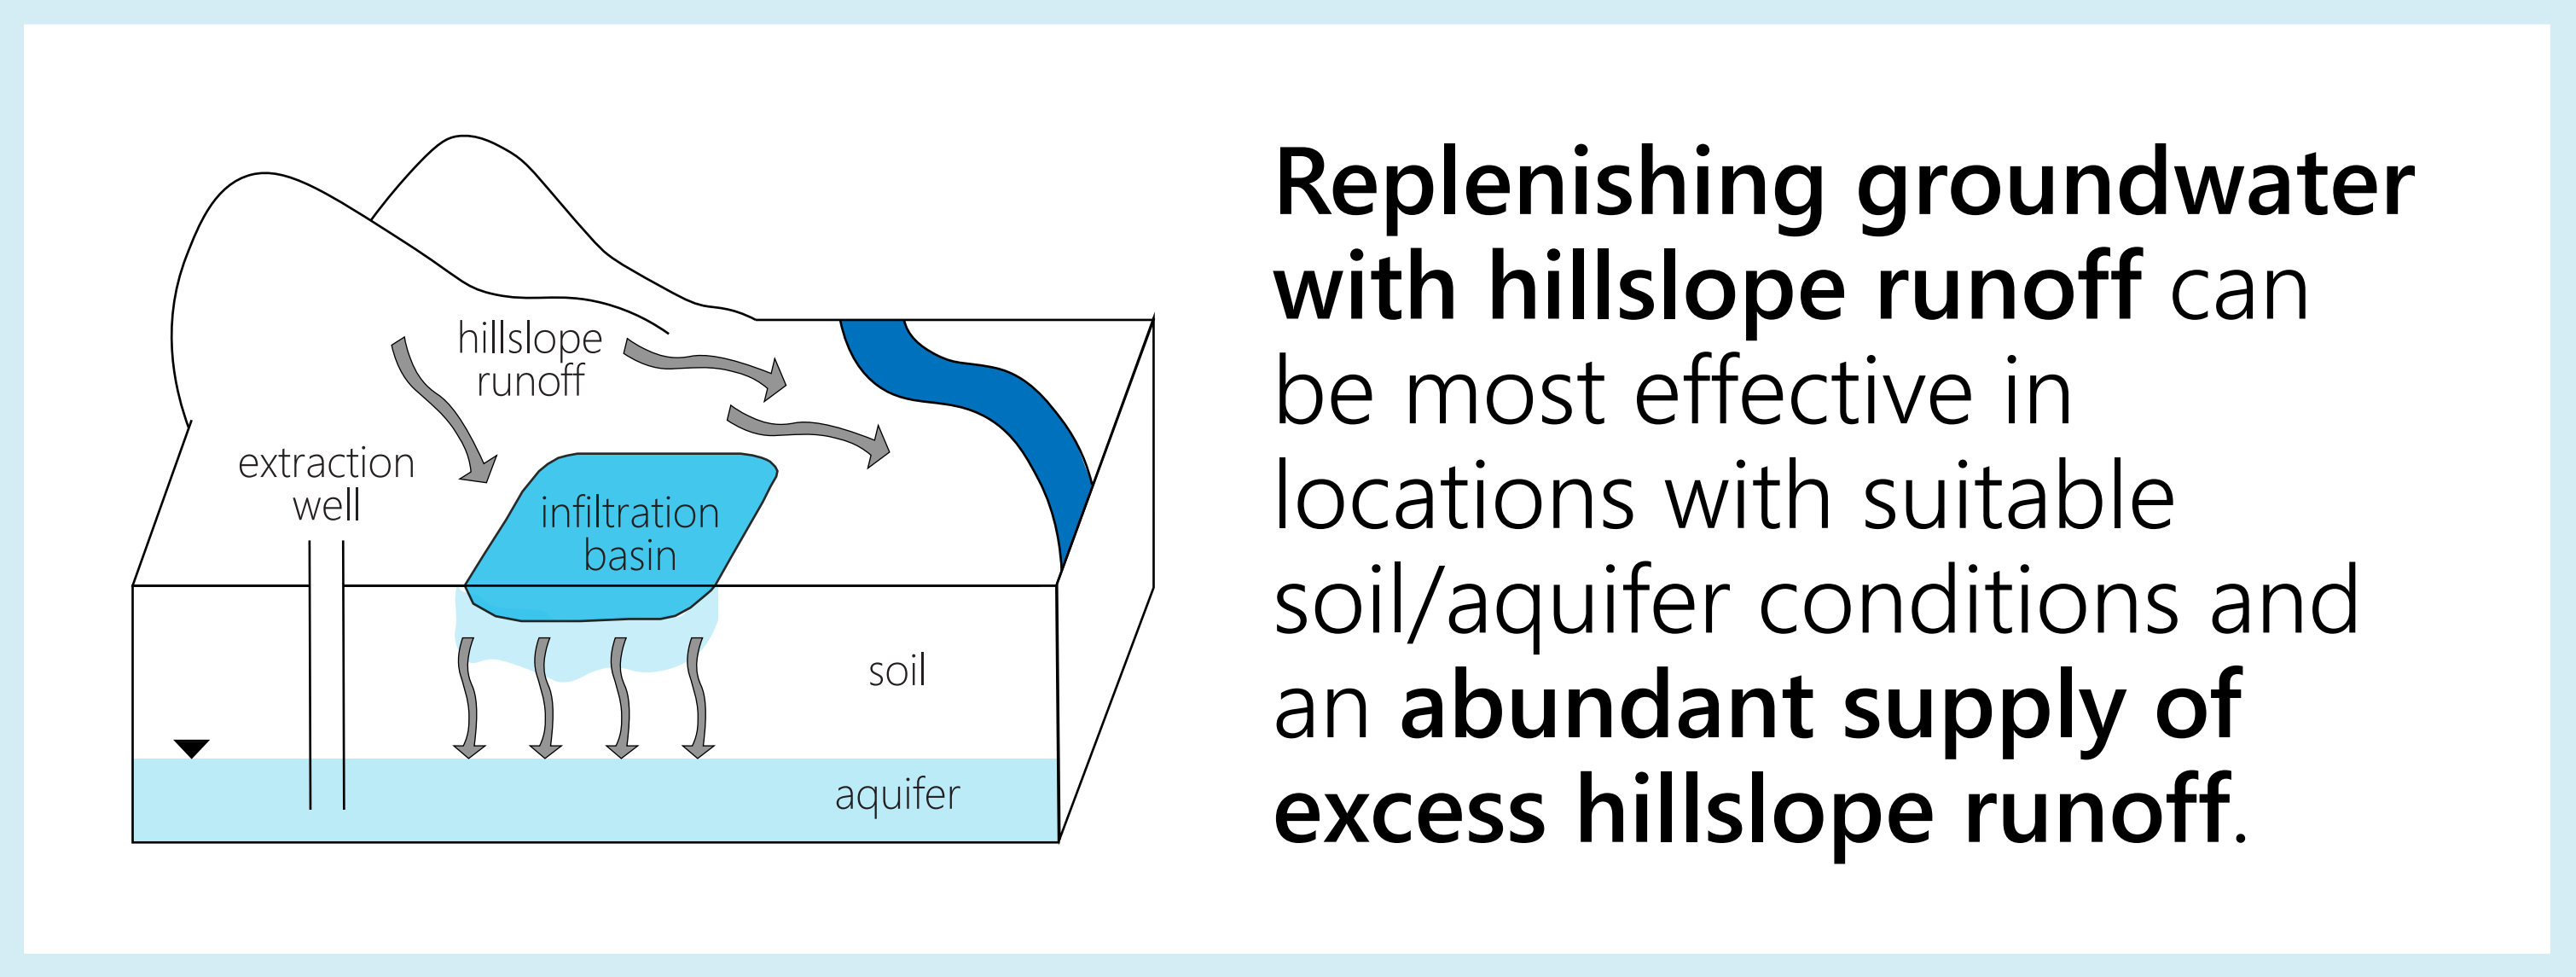 hillslope
runoff
extraction
well
infiltration
basin
soil
aquifer
Replenishing groundwater
with hillslope runoff can
be most effective in
locations with suitable
soil/aquifer conditions and
an abundant supply of
excess hillslope runoff.